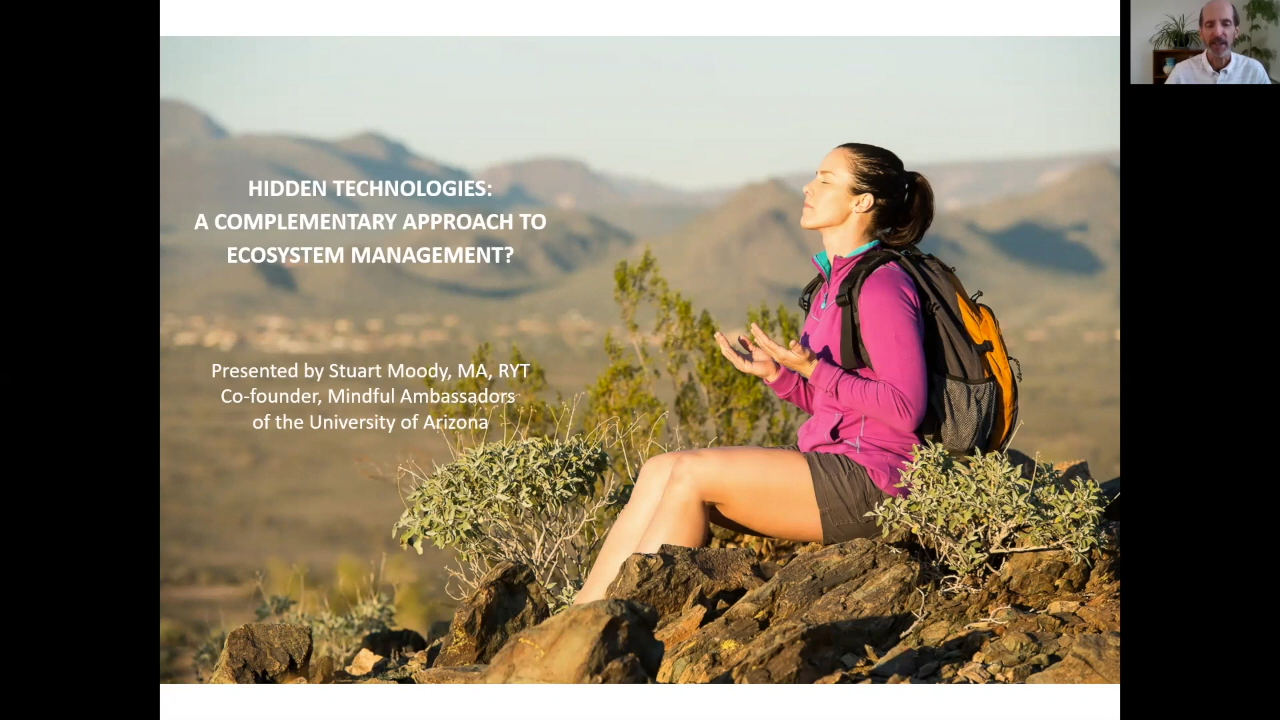 HIDDEN TECHNOLOGIES:
A COMPLEMENTARY APPROACH TO
ECOSYSTEM MANAGEMENT?
Presented by Stuart Moody, MA, RYT
Co-founder, Mindful Ambassadors
of the University of Arizona